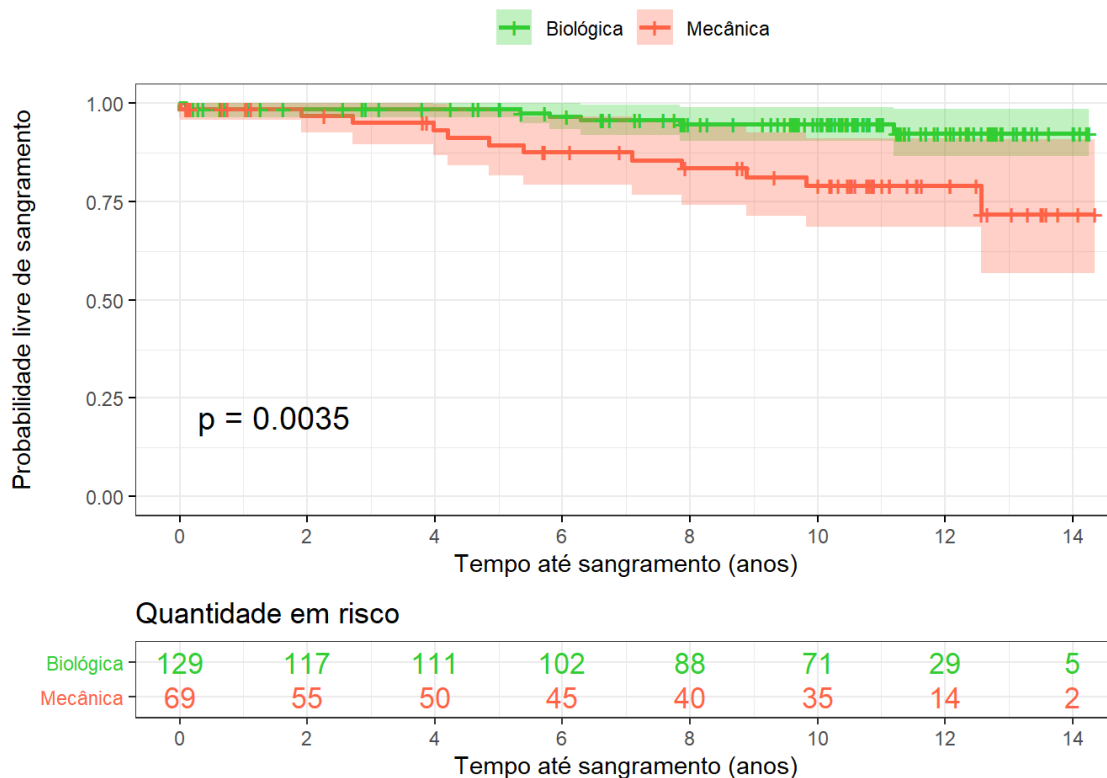 Biológica Mecânica
Probabilidade livre de sangramento
1.00
0.75
0.50
0.25
0.00
p = 0.0035
0 2 4 6 8 10 12 14
Tempo até sangramento (anos)
Quantidade em risco
Biológica 129 117 111 102 88 71 29 5
Mecânica 69 55 50 45 40 35 14 2
0 2 4 6 8 10 12 14
Tempo até sangramento (anos)